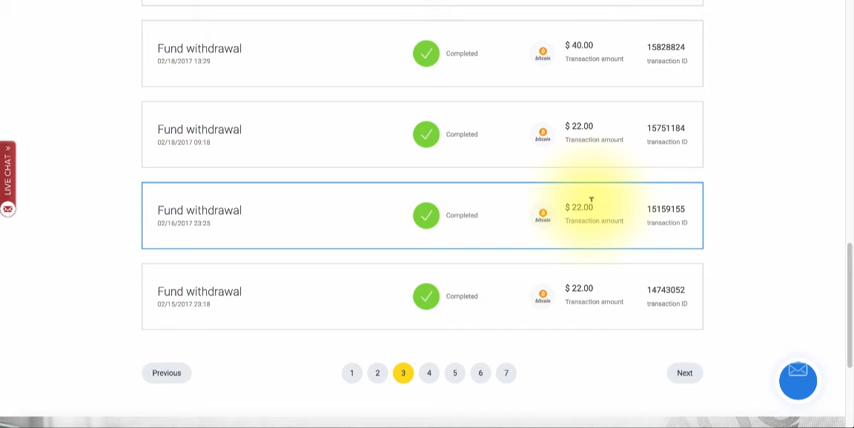 Fund withdrawal
02/18/2017 13:29
Completed
bitcoin
$ 40.00
Transaction amount
15828824
transaction ID
Fund withdrawal
02/18/2017 09:18
Completed
bitcoin
$ 22.00
Transaction amount
15751184
transaction ID
LIVE CHAT
Fund withdrawal
02/16/2017 23:25
Completed
bitcoin
$ 22.00
Transaction amount
15159155
transaction ID
Fund withdrawal
02/15/2017 23:18
Completed
bitcoin
$ 22.00
Transaction amount
14743052
transaction ID
Previous
1 2 3 4 5 6 7
Next